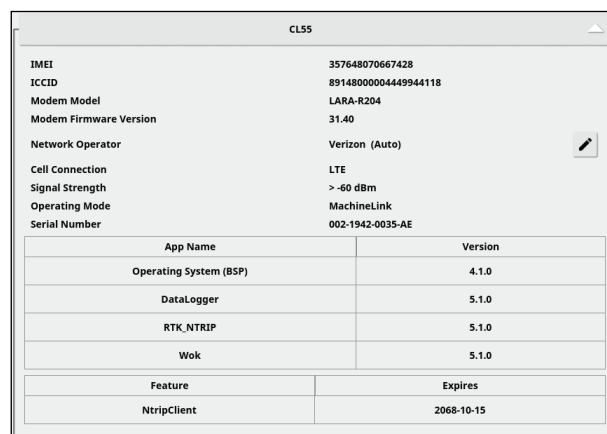 CL55
IMEI 357648070667428
ICCID 89148000004449944118
Modem Model LARA-R204
Modem Firmware Version 31.40
Network Operator Verizon (Auto)
Cell Connection LTE
Signal Strength > -60 dBm
Operating Mode MachineLink
Serial Number 002-1942-0035-AE
App Name Version
Operating System (BSP) 4.1.0
DataLogger 5.1.0
RTK_NTRIP 5.1.0
Wok 5.1.0
Feature Expires
NtripClient 2068-10-15